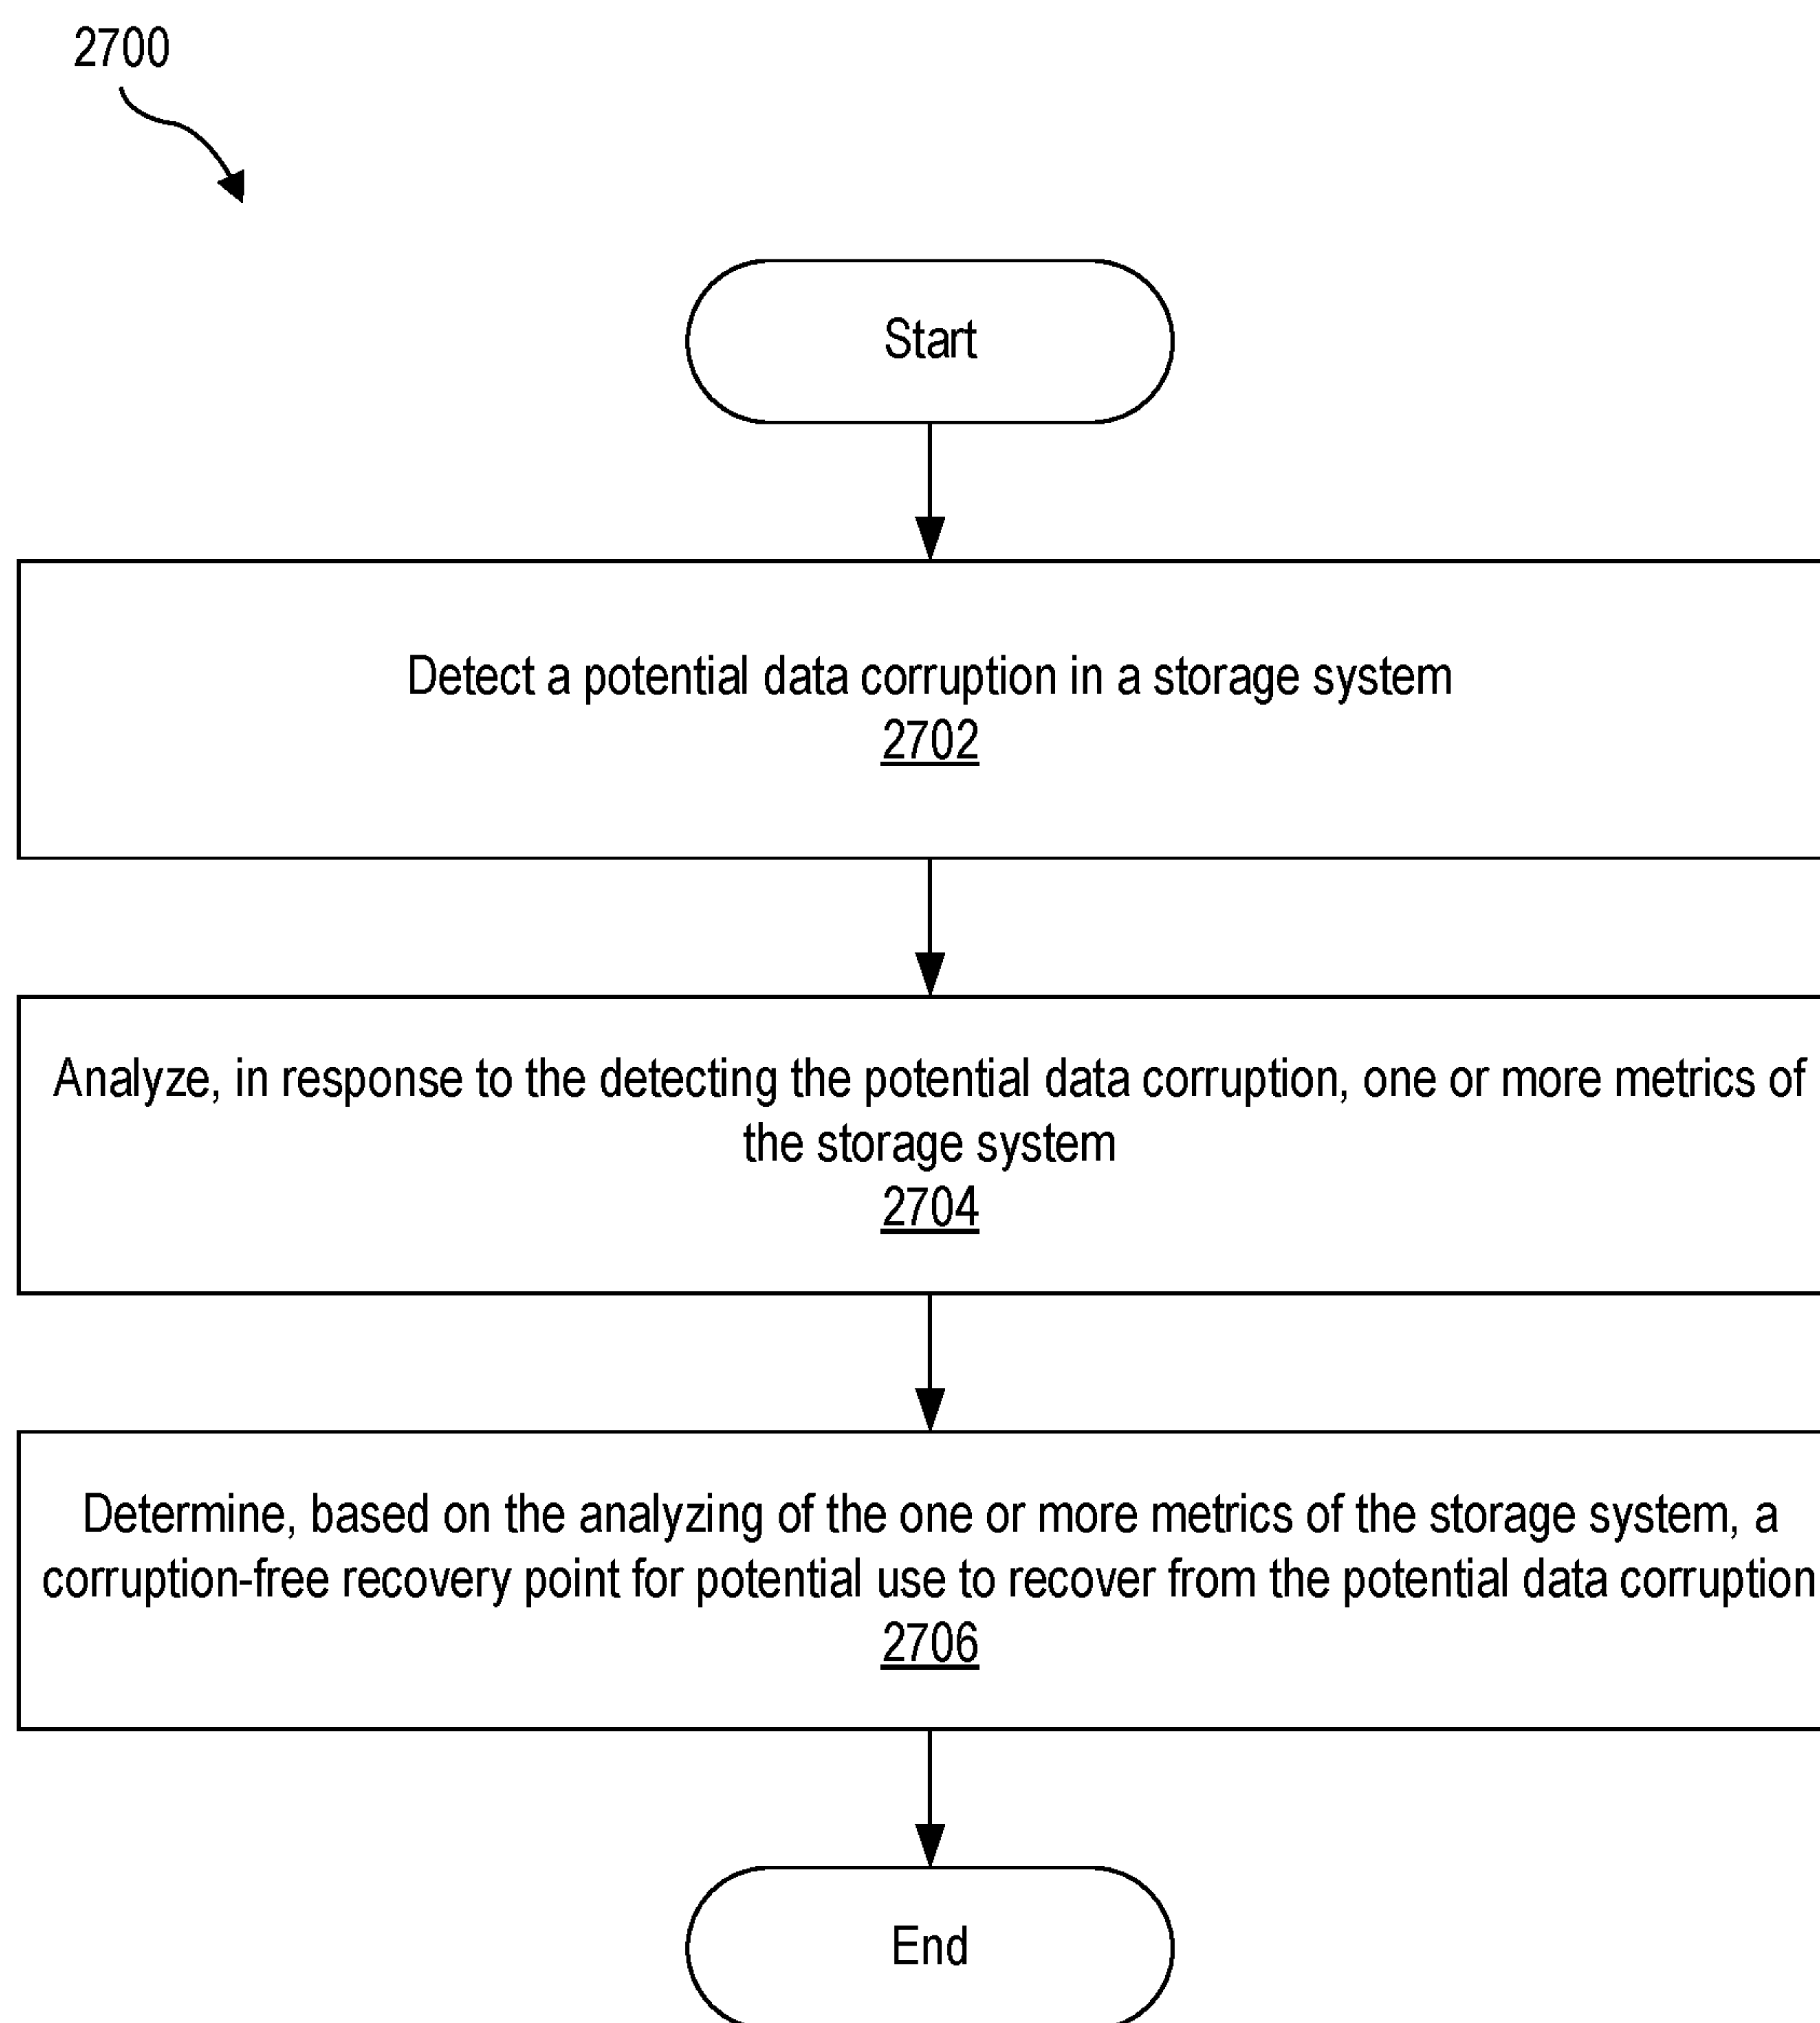 2700
Start
Detect a potential data corruption in a storage system
2702
Analyze, in response to the detecting the potential data corruption, one or more metrics of
the storage system
2704
Determine, based on the analyzing of the one or more metrics of the storage system, a
corruption-free recovery point for potential use to recover from the potential data corruption
2706
End